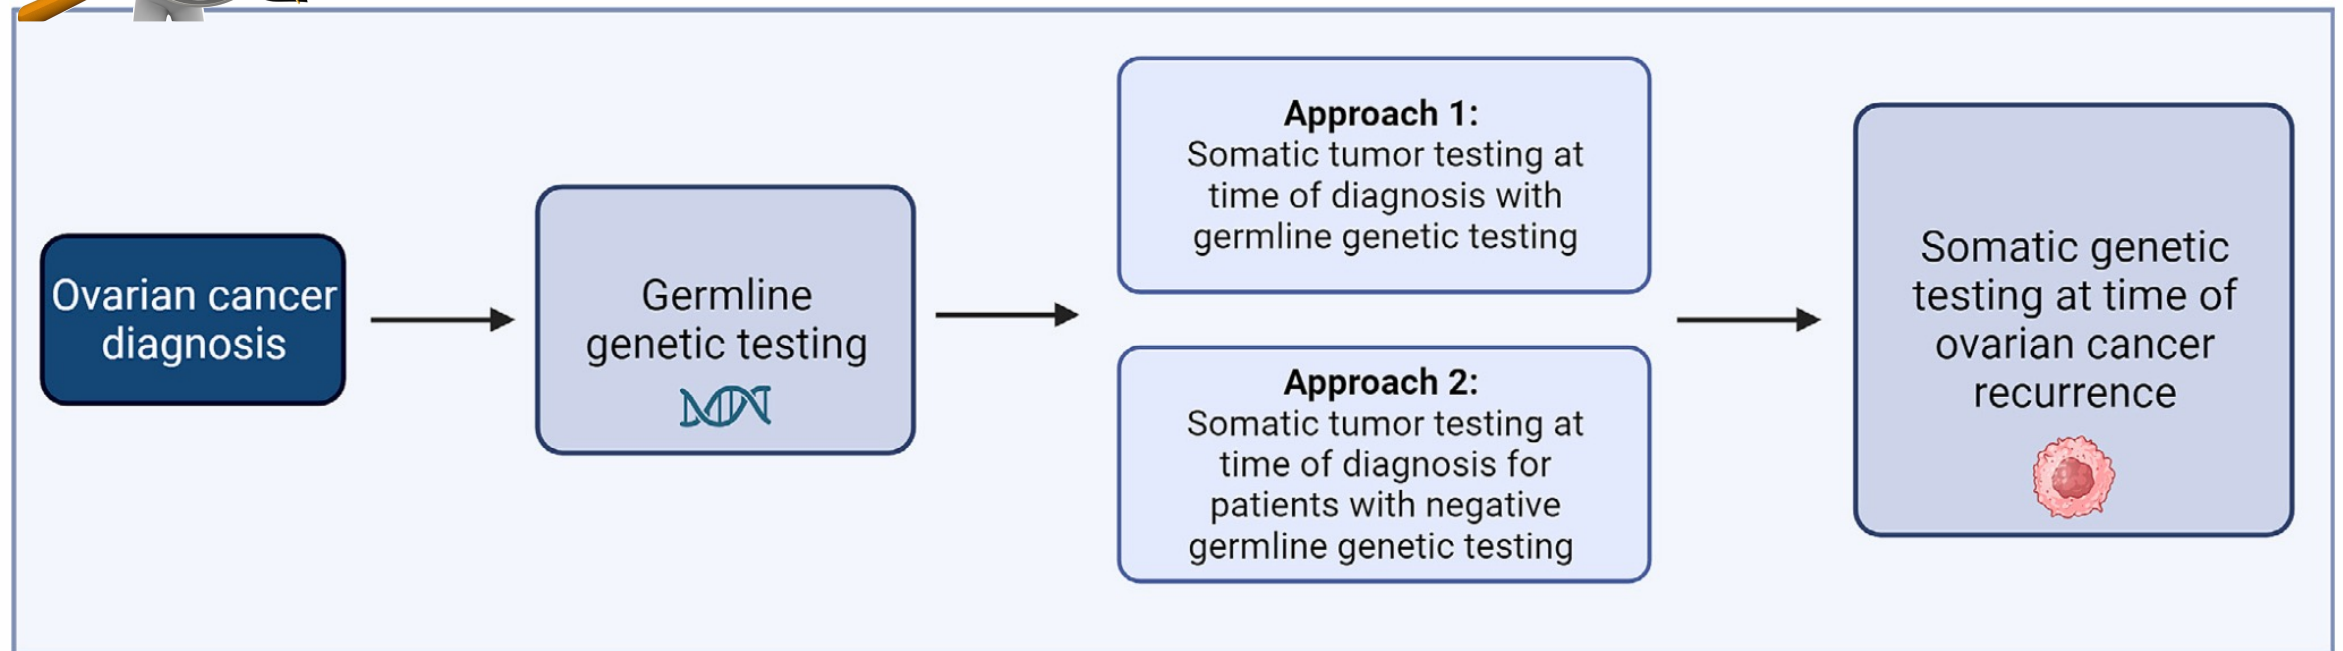 Ovarian cancer
diagnosis
Germline
genetic testing
Approach 1:
Somatic tumor testing at
time of diagnosis with
germline genetic testing
Approach 2:
Somatic tumor testing at
time of diagnosis for
patients with negative
germline genetic testing
Somatic genetic
testing at time of
ovarian cancer
recurrence